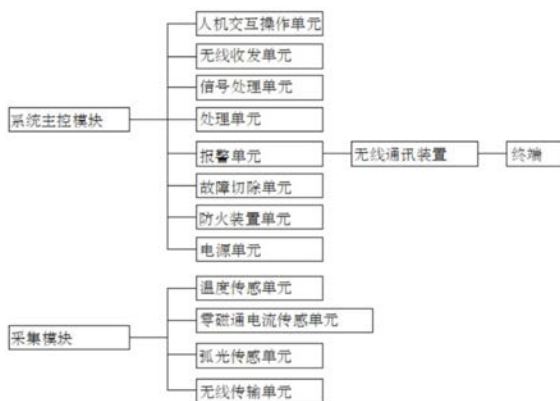 人机交互操作单元
无线收发单元
信号处理单元
系统主控模块
处理单元
报警单元
无线通讯装置
终端
故障切除单元
防火装置单元
电源单元
温度传感单元
零磁通电流传感单元
采集模块
弧光传感单元
无线传输单元